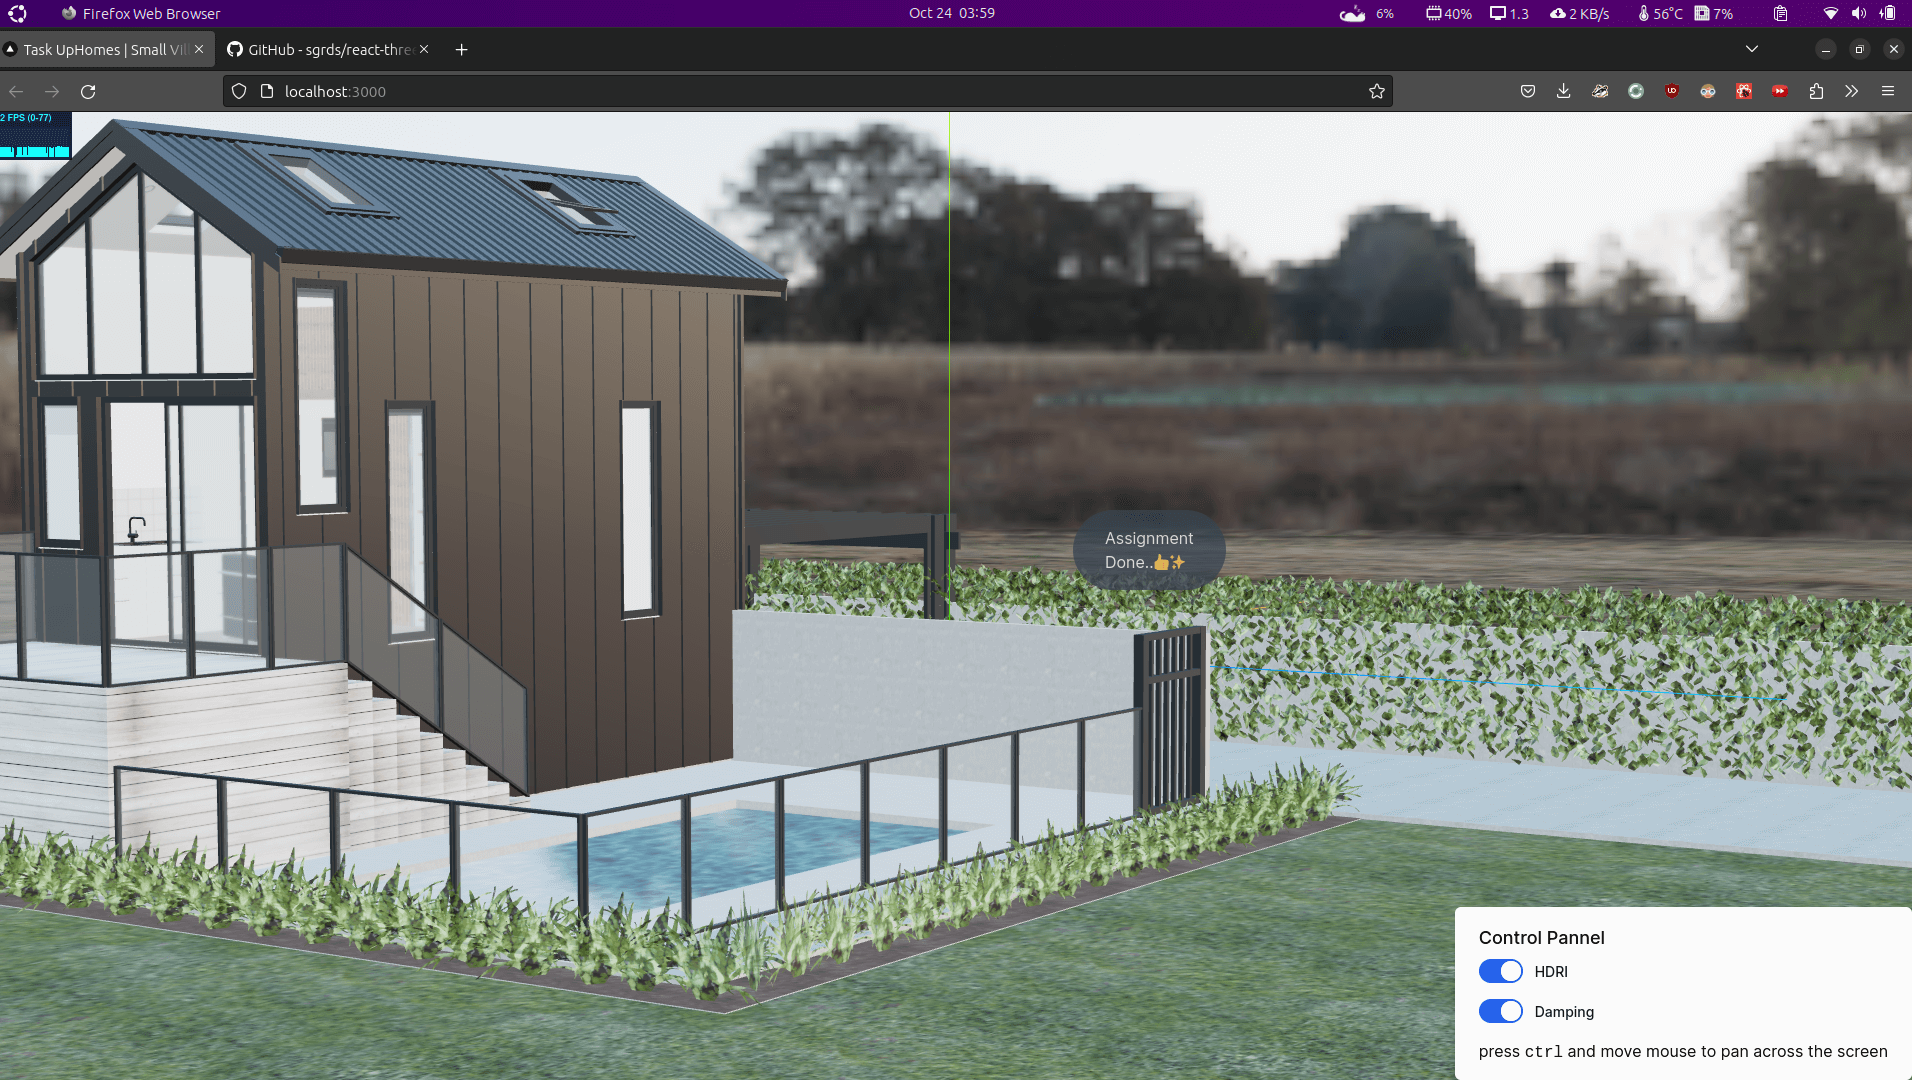 Firefox Web Browser
Oct 24 03:59
6%
40%
1.3
2 KB/s
56°C
7%
Task UpHomes | Small Vil
GitHub - sgrds/react-three
localhost:3000
2 FPS (0-77)
Assignment
Done..👍✨
Control Pannel
HDRI
Damping
press ctrl and move mouse to pan across the screen